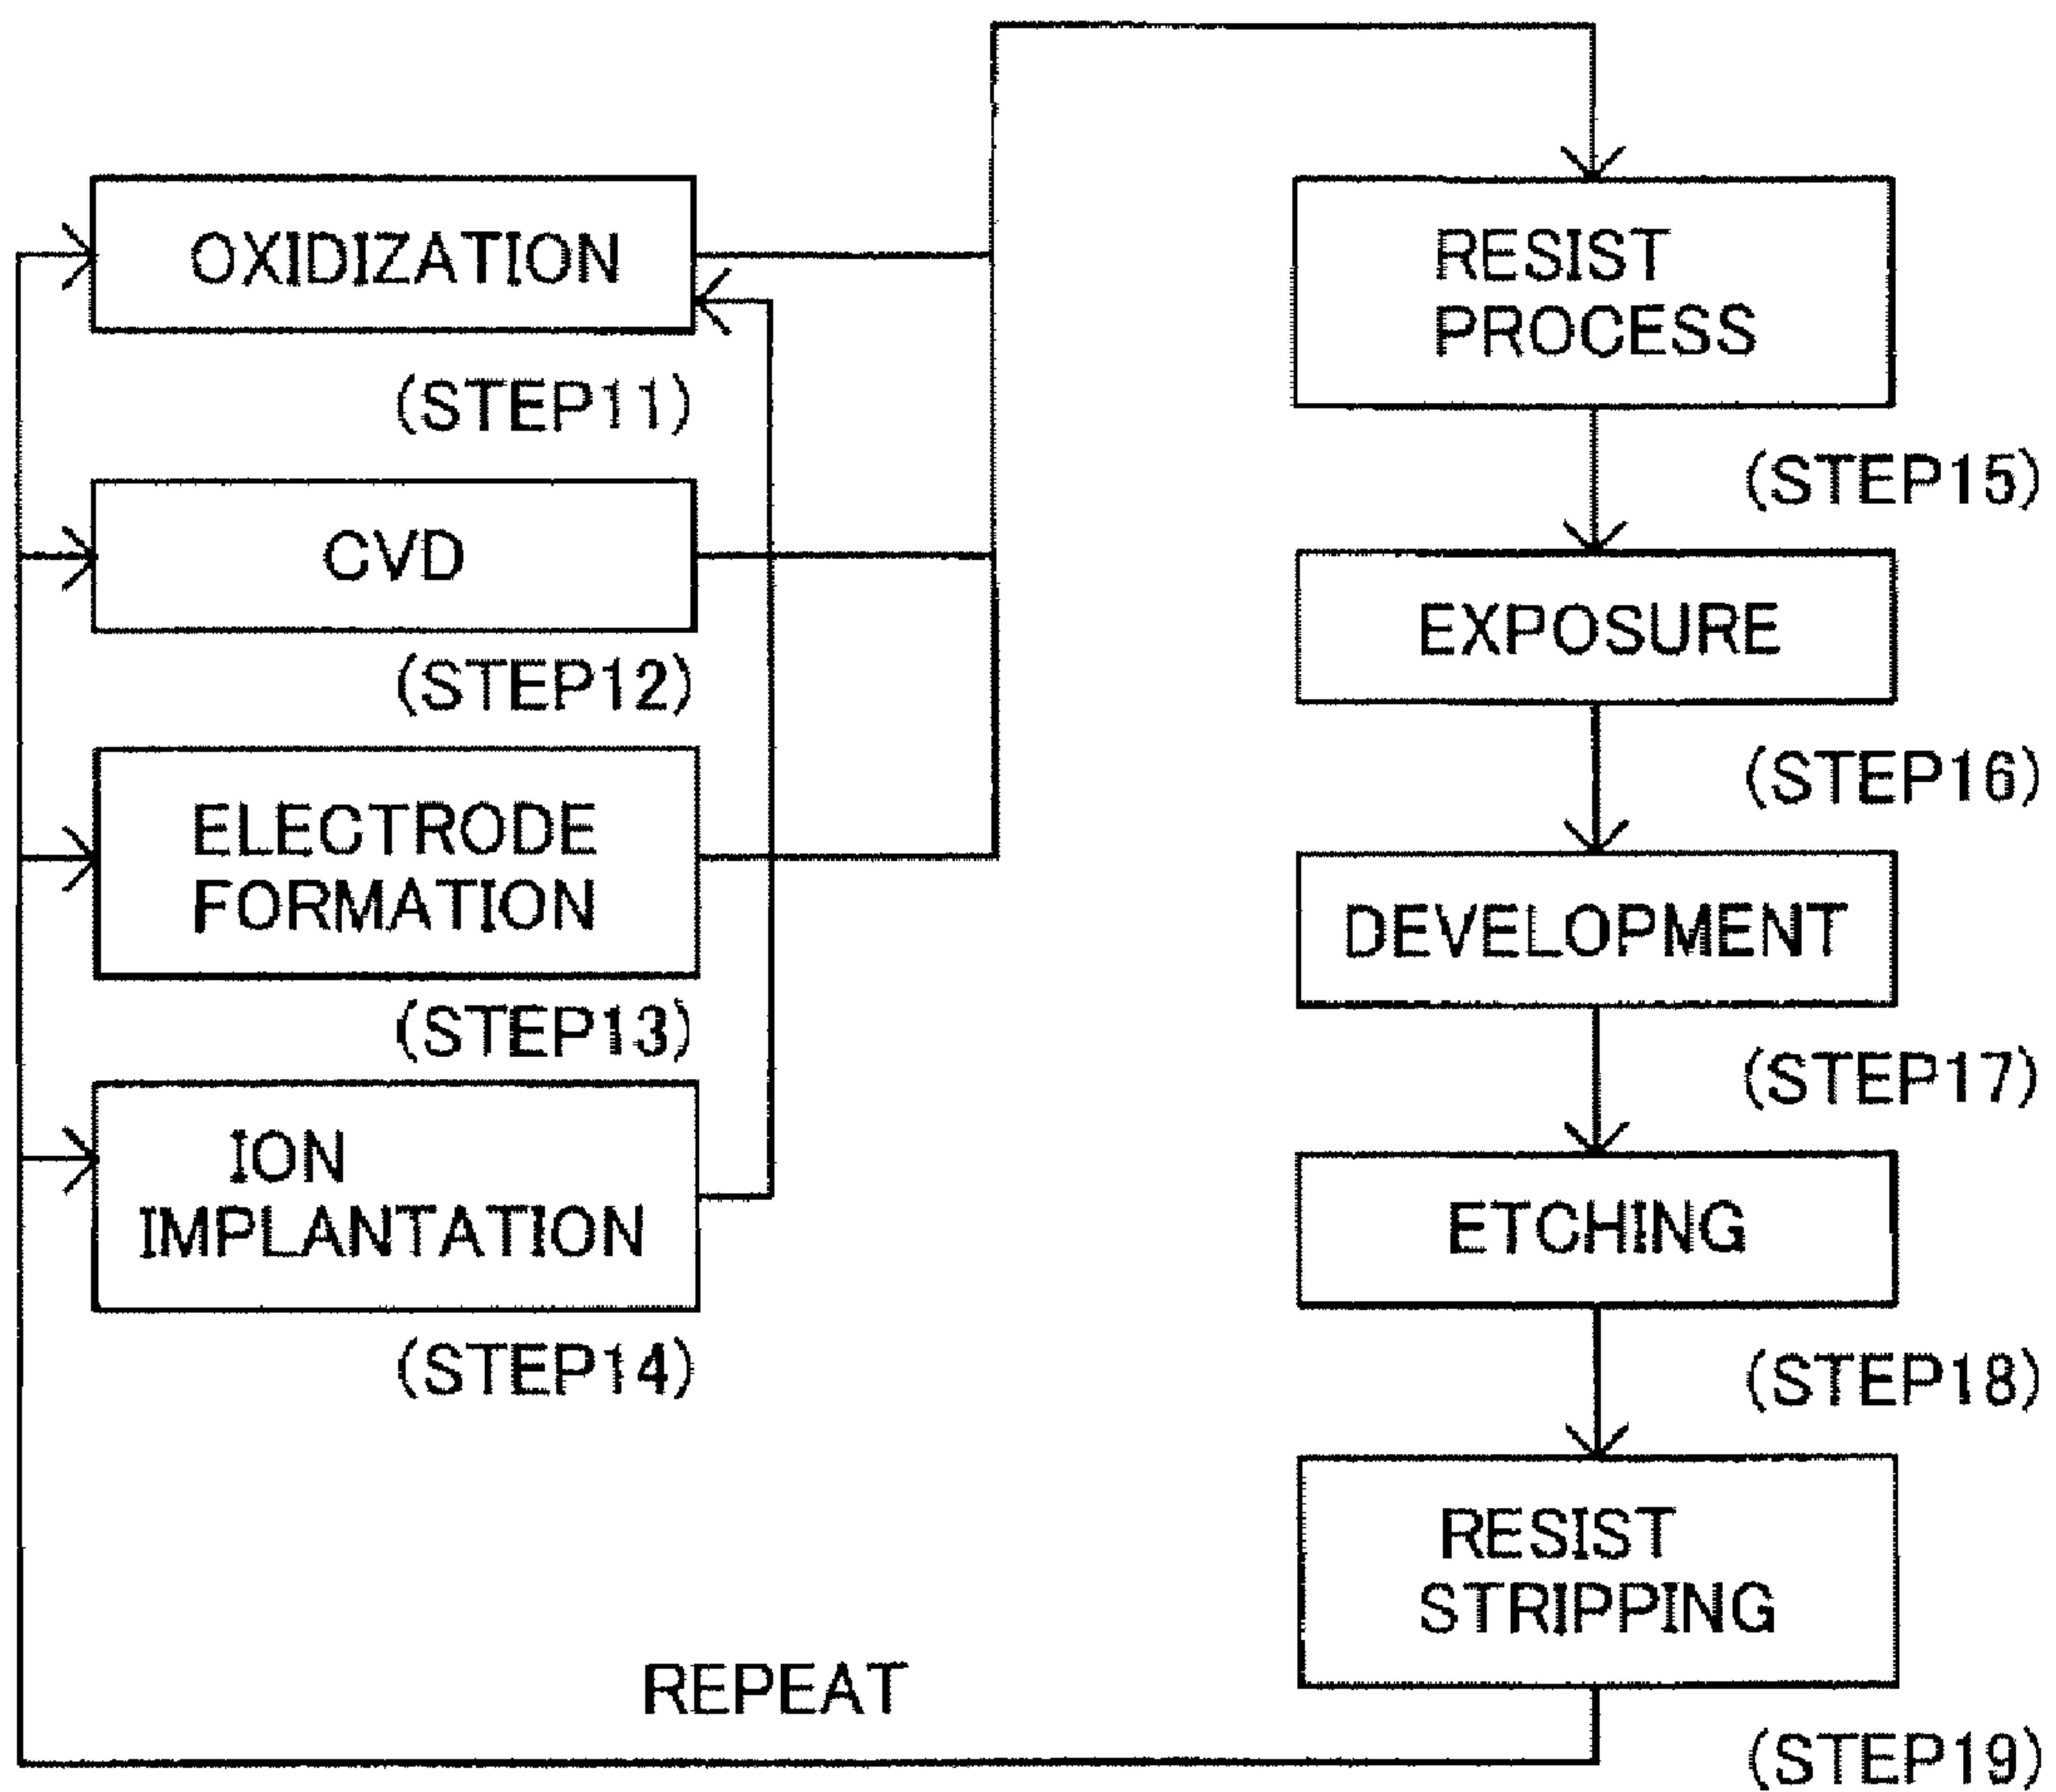 OXIDIZATION
(STEP11)
CVD
(STEP12)
ELECTRODE
FORMATION
(STEP13)
ION
IMPLANTATION
(STEP14)
RESIST
PROCESS
(STEP15)
EXPOSURE
(STEP16)
DEVELOPMENT
(STEP17)
ETCHING
(STEP18)
RESIST
STRIPPING
(STEP19)
REPEAT